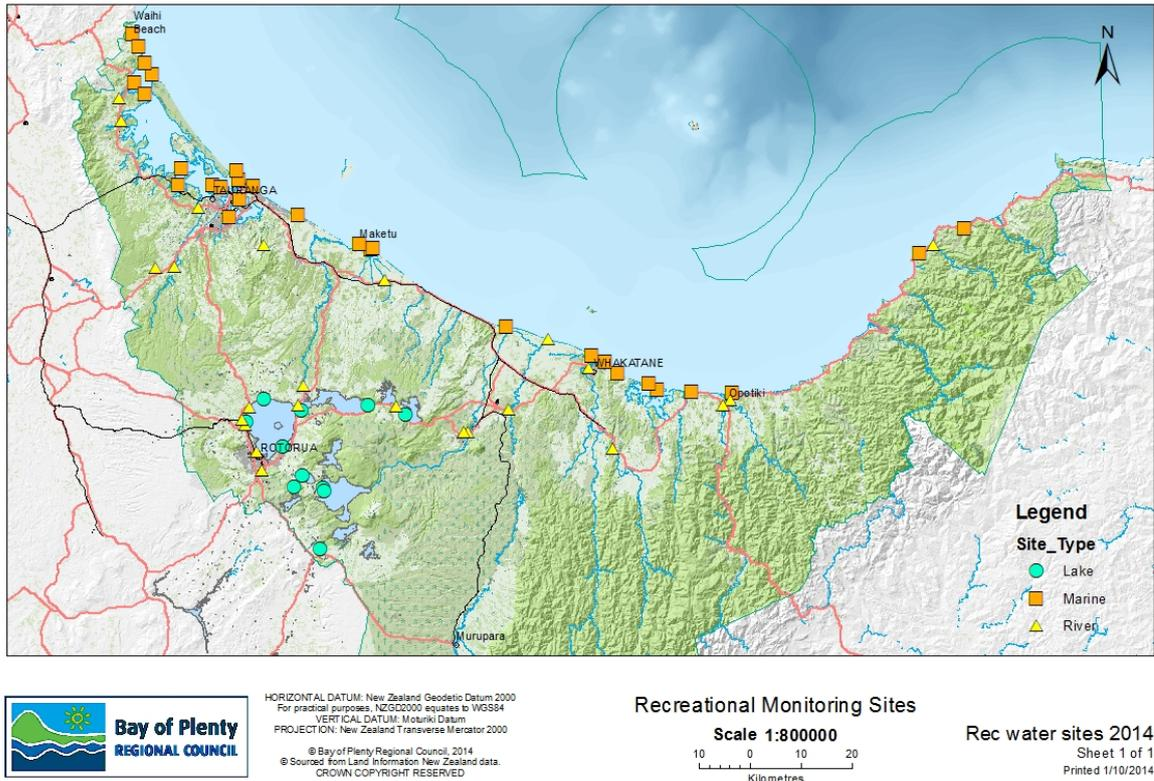 Waihi
Beach
N
TAURANGA
Maketu
WHAKATANE
Opotiki
ROTORUA
Murupara
Legend
Site_Type
Lake
Marine
River
Bay of Plenty
REGIONAL COUNCIL
HORIZONTAL DATUM: New Zealand Geodetic Datum 2000
For practical purposes, NZGD2000 equates to WGS84
VERTICAL DATUM: Moturiki Datum
PROJECTION: New Zealand Transverse Mercator 2000
© Bay of Plenty Regional Council, 2014
© Sourced from Land Information New Zealand data.
CROWN COPYRIGHT RESERVED
Recreational Monitoring Sites
Scale 1:800000
10 0 10 20
Kilometres
Rec water sites 2014
Sheet 1 of 1
Printed 1/10/2014